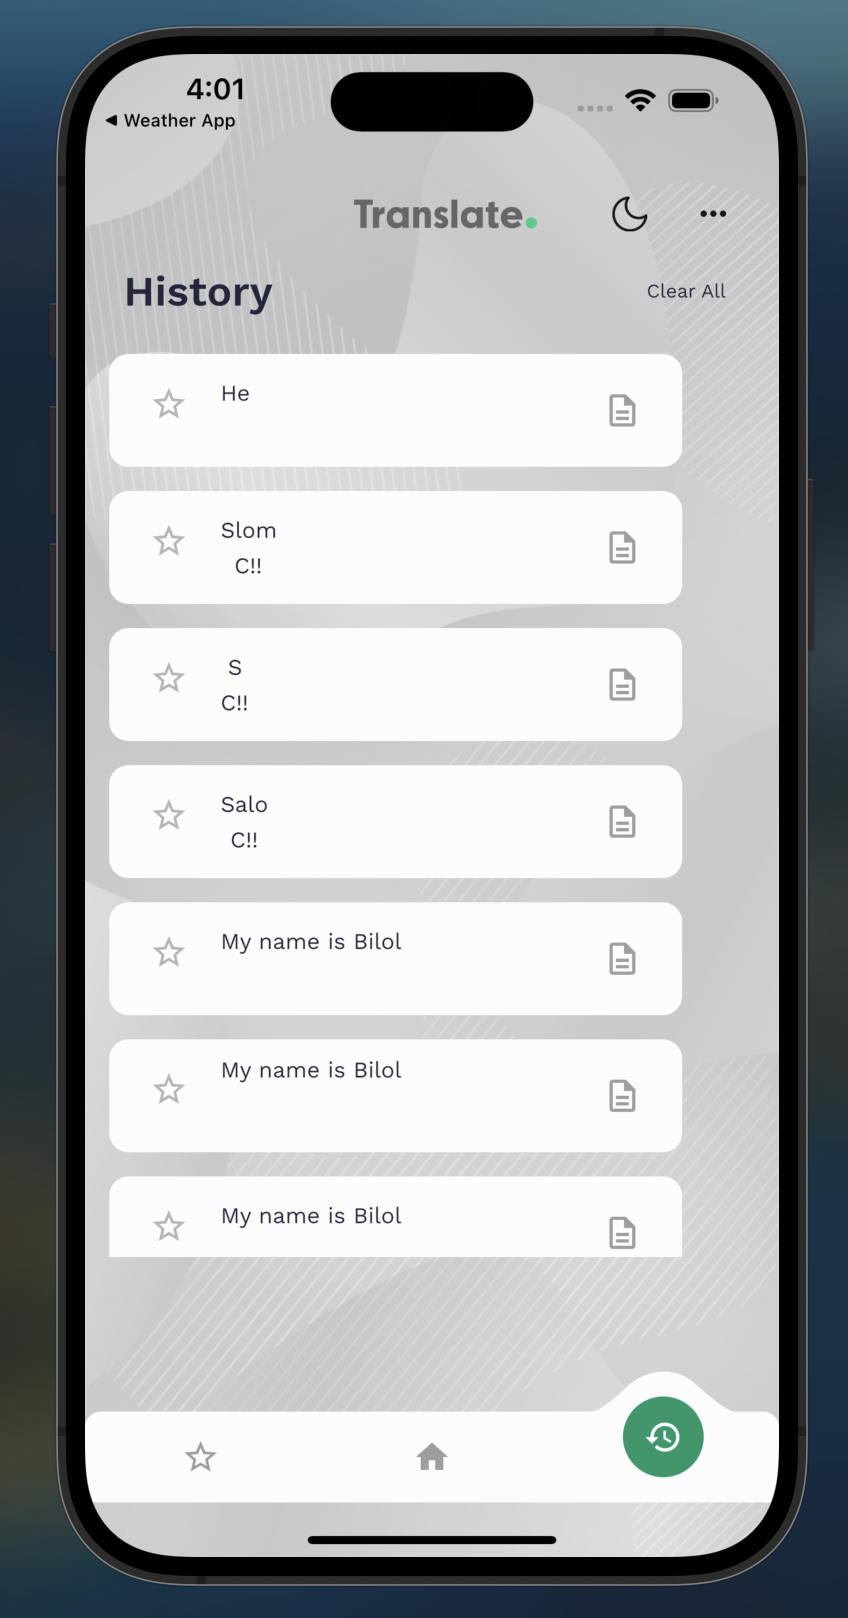 4:01
◀ Weather App
Translate.
History
Clear All
He
Slom
C!!
S
C!!
Salo
C!!
My name is Bilol
My name is Bilol
My name is Bilol